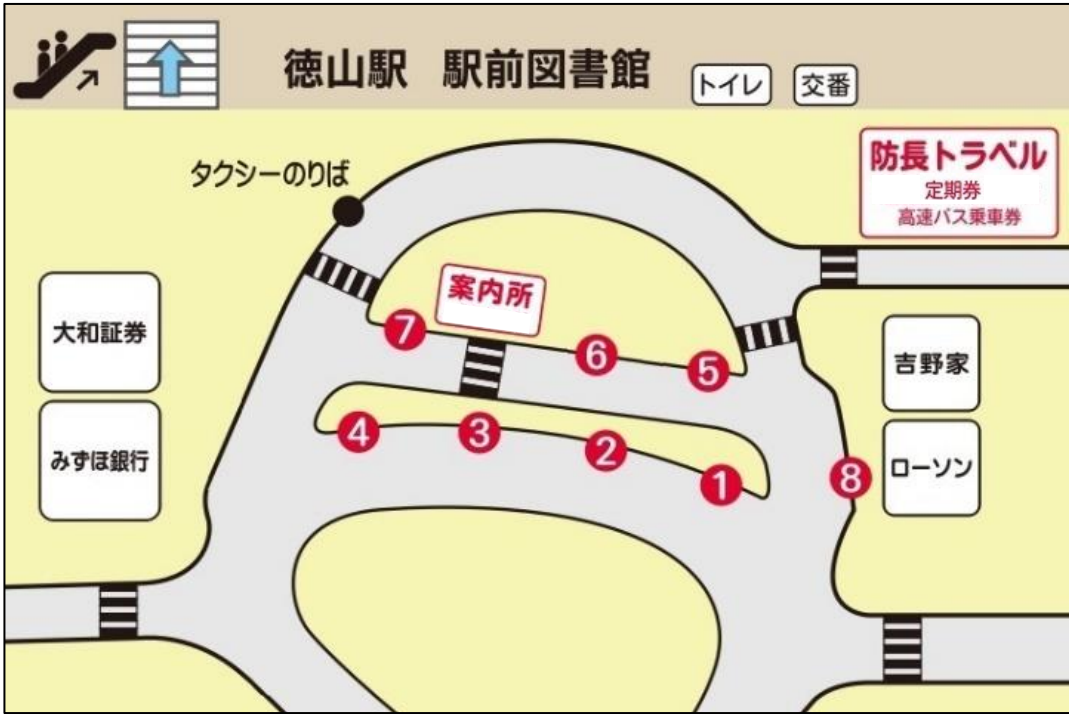 徳山駅 駅前図書館
トイレ
交番
タクシーのりば
防長トラベル
定期券
高速バス乗車券
案内所
大和証券
みずほ銀行
吉野家
ローソン
7
6
5
4
3
2
1
8